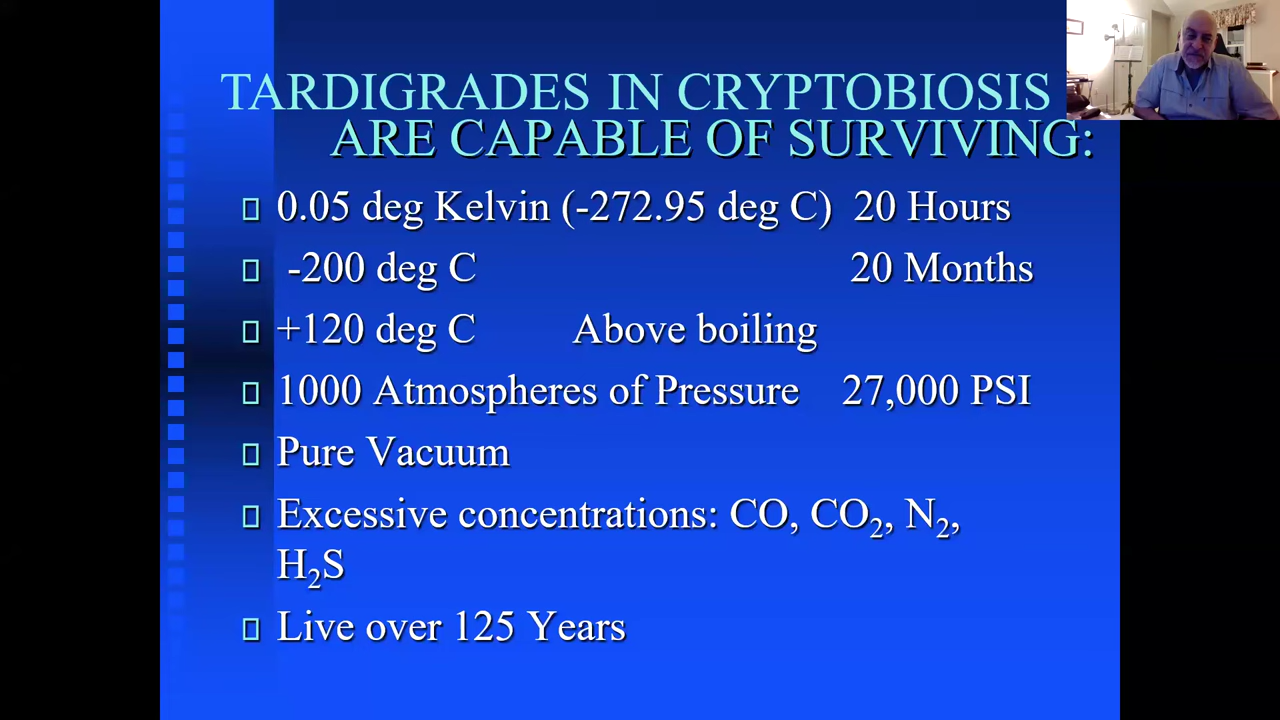 TARDIGRADES IN CRYPTOBIOSIS
ARE CAPABLE OF SURVIVING:
0.05 deg Kelvin (-272.95 deg C) 20 Hours
-200 deg C 20 Months
+120 deg C Above boiling
1000 Atmospheres of Pressure 27,000 PSI
Pure Vacuum
Excessive concentrations: CO, CO₂, N₂,
H₂S
Live over 125 Years